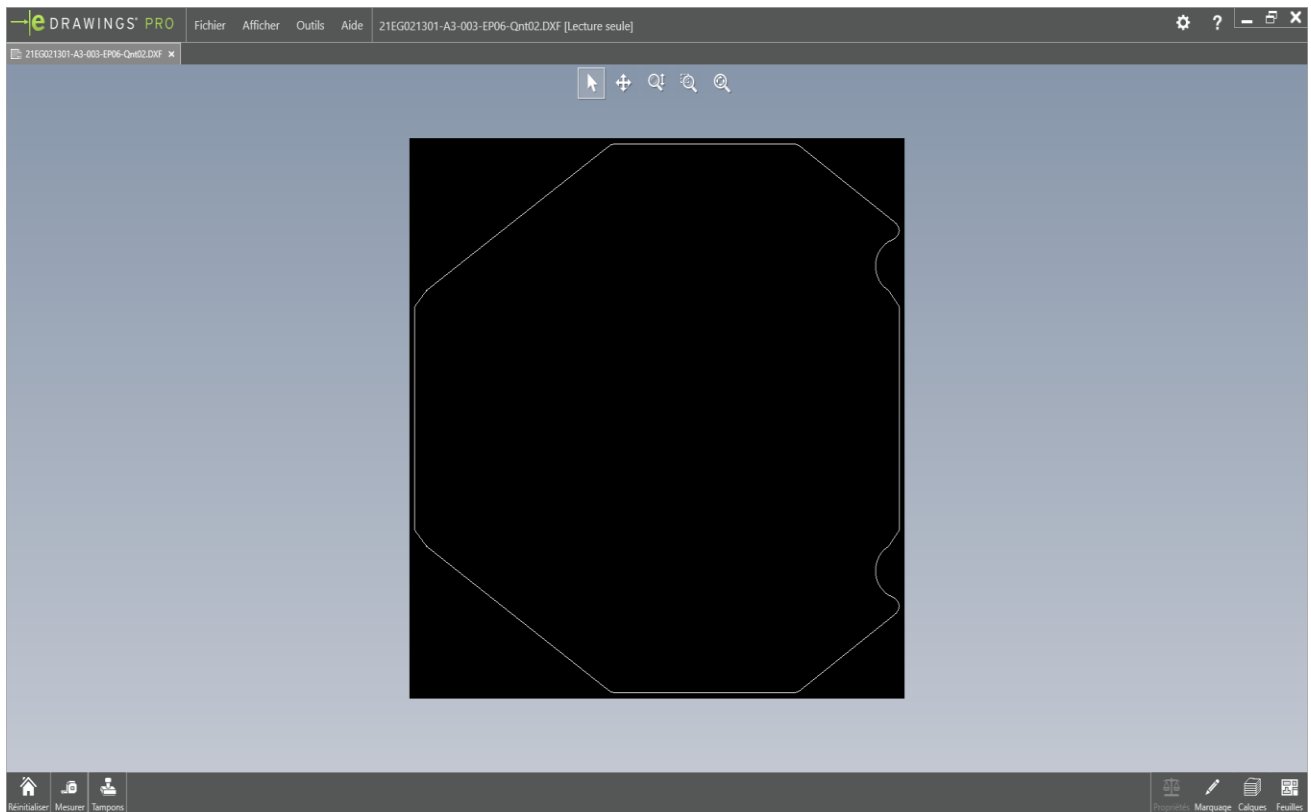 eDRAWINGS® PRO Fichier Afficher Outils Aide 21EG021301-A3-003-EP06-Qnt02.DXF [Lecture seule] ?
21EG021301-A3-003-EP06-Qnt02.DXF ×
Réinitialiser Mesurer Tampons Propriétés Marquage Calques Feuilles